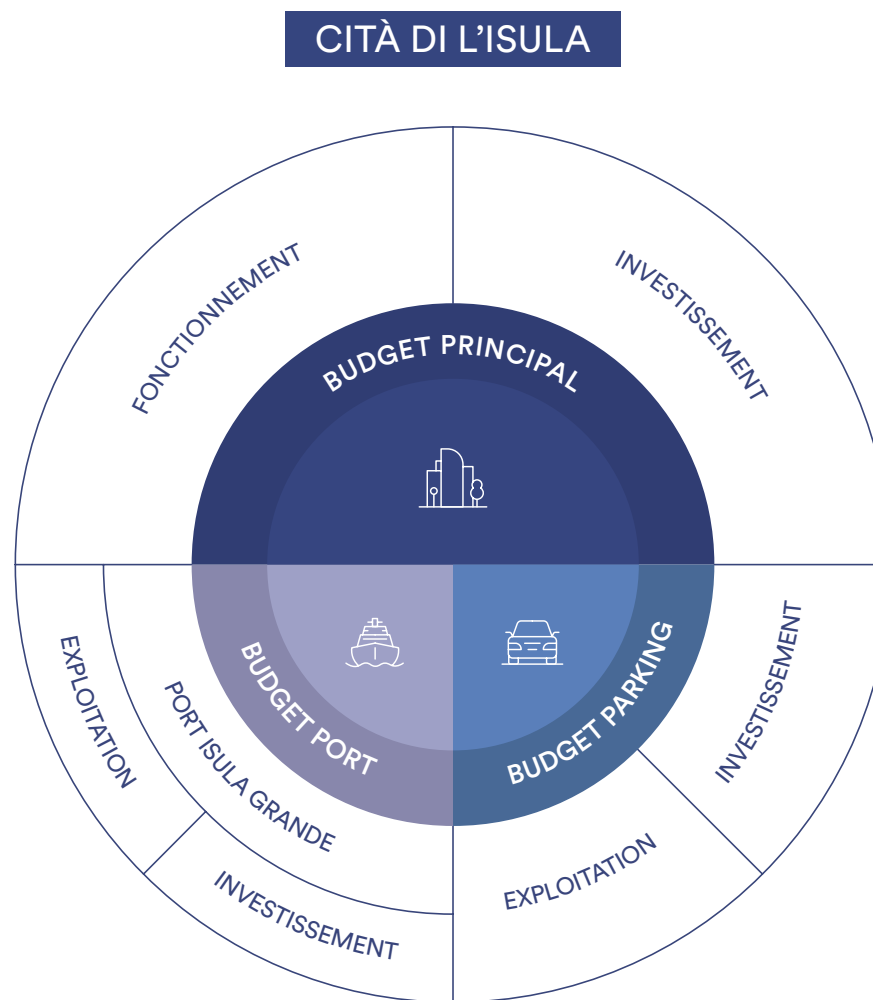 CITÀ DI L'ISULA
FONCTIONNEMENT
INVESTISSEMENT
BUDGET PRINCIPAL
BUDGET PORT
BUDGET PARKING
EXPLOITATION
PORT ISULA GRANDE
INVESTISSEMENT
EXPLOITATION
INVESTISSEMENT